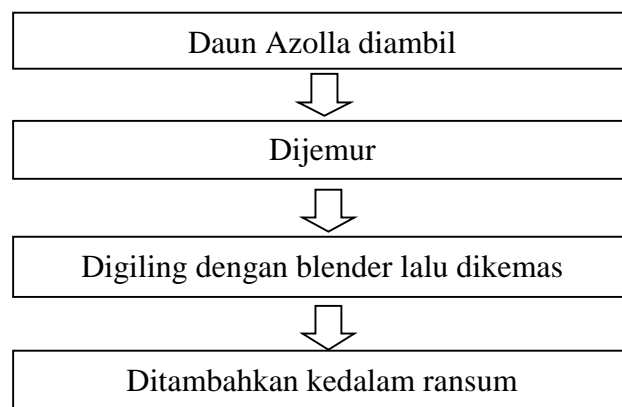 Daun Azolla diambil
Dijemur
Digiling dengan blender lalu dikemas
Ditambahkan kedalam ransum